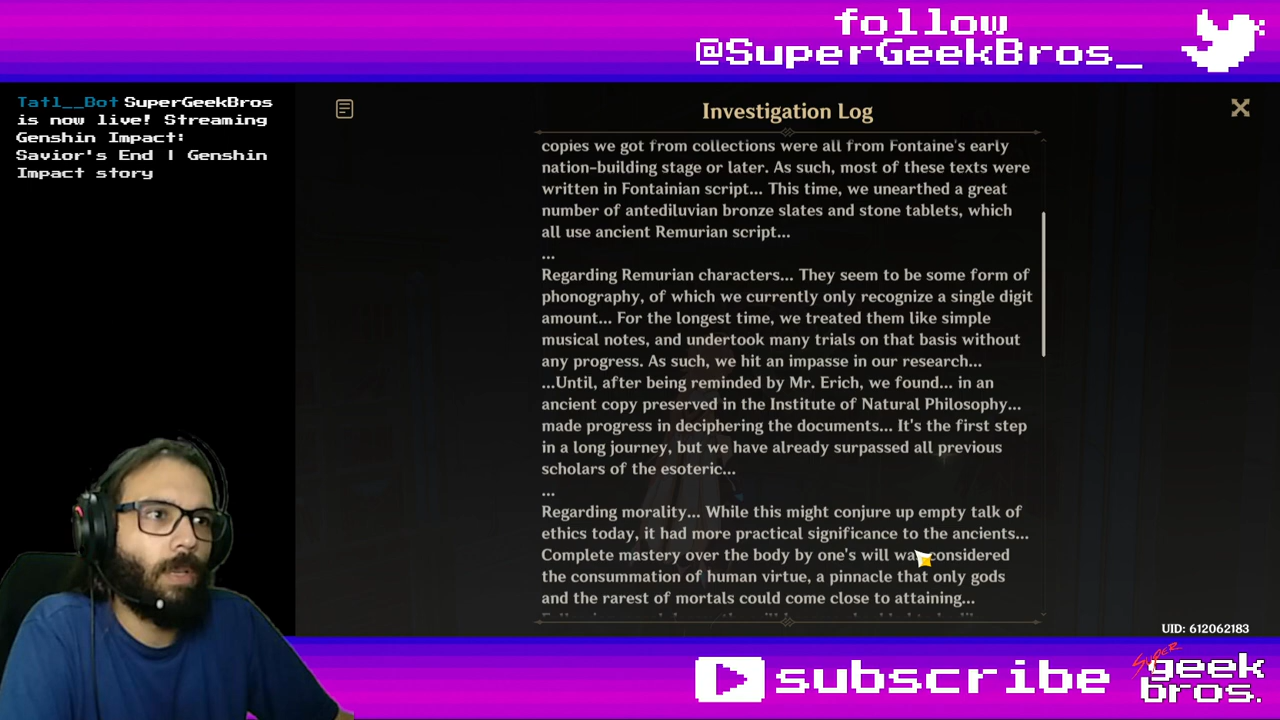 follow
@SuperGeekBros_
Tatl__Bot SuperGeekBros
is now live! Streaming
Genshin Impact:
Savior's End | Genshin
Impact story
Investigation Log
copies we got from collections were all from Fontaine's early
nation-building stage or later. As such, most of these texts were
written in Fontainian script... This time, we unearthed a great
number of antediluvian bronze slates and stone tablets, which
all use ancient Remurian script...
...
Regarding Remurian characters... They seem to be some form of
phonography, of which we currently only recognize a single digit
amount... For the longest time, we treated them like simple
musical notes, and undertook many trials on that basis without
any progress. As such, we hit an impasse in our research...
...Until, after being reminded by Mr. Erich, we found... in an
ancient copy preserved in the Institute of Natural Philosophy...
made progress in deciphering the documents... It's the first step
in a long journey, but we have already surpassed all previous
scholars of the esoteric...
...
Regarding morality... While this might conjure up empty talk of
ethics today, it had more practical significance to the ancients...
Complete mastery over the body by one's will was considered
the consummation of human virtue, a pinnacle that only gods
and the rarest of mortals could come close to attaining...
UID: 612062183
subscribe
SUPER
geek
bros.